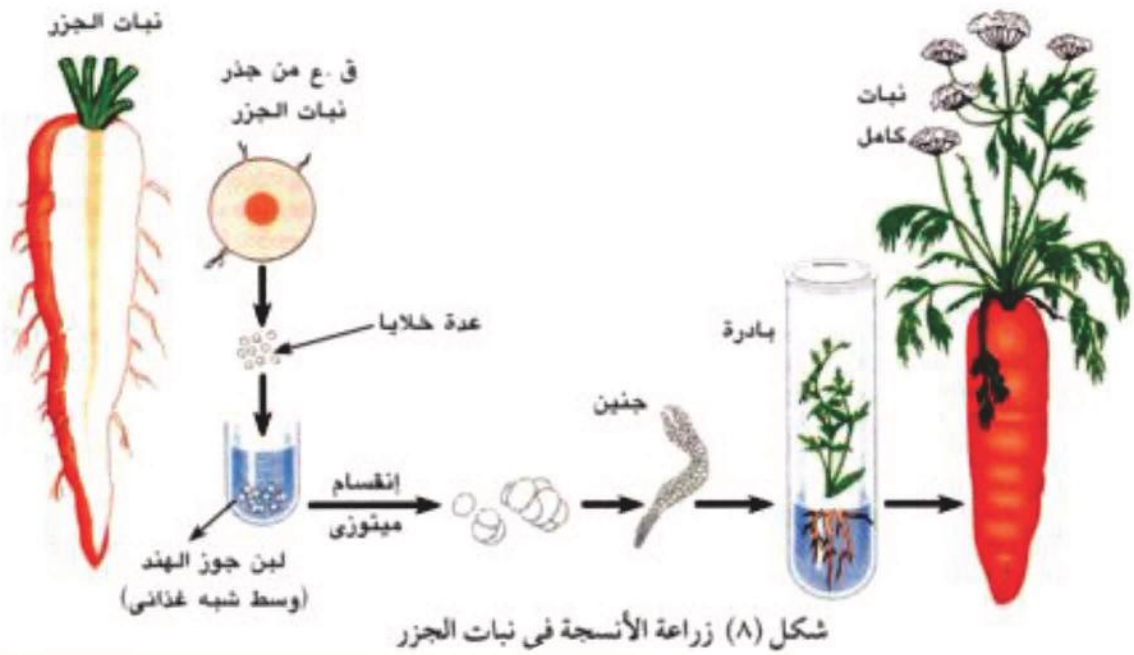 نبات الجزر
ق .ع من جذر
نبات الجزر
نبات
كامل
عدة خلايا
بادرة
جنين
إنقسام
ميتوزى
لبن جوز الهند
(وسط شبه غذائى)
شكل (٨) زراعة الأنسجة فى نبات الجزر